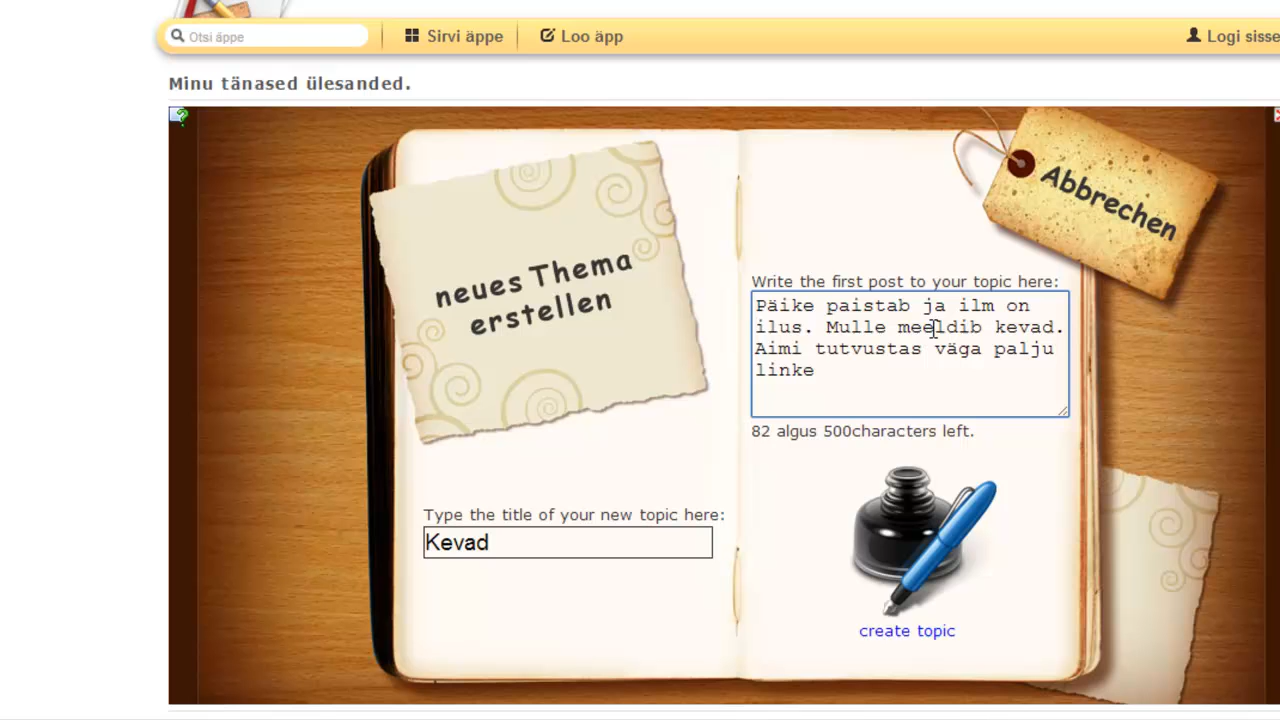 Otsi äppe
Sirvi äppe
Loo äpp
Logi sisse
Minu tänased ülesanded.
neues Thema
erstellen
Abbrechen
Write the first post to your topic here:
Päike paistab ja ilm on
ilus. Mulle meeldib kevad.
Aimi tutvustas väga palju
linke
82 algus 500characters left.
Type the title of your new topic here:
Kevad
create topic